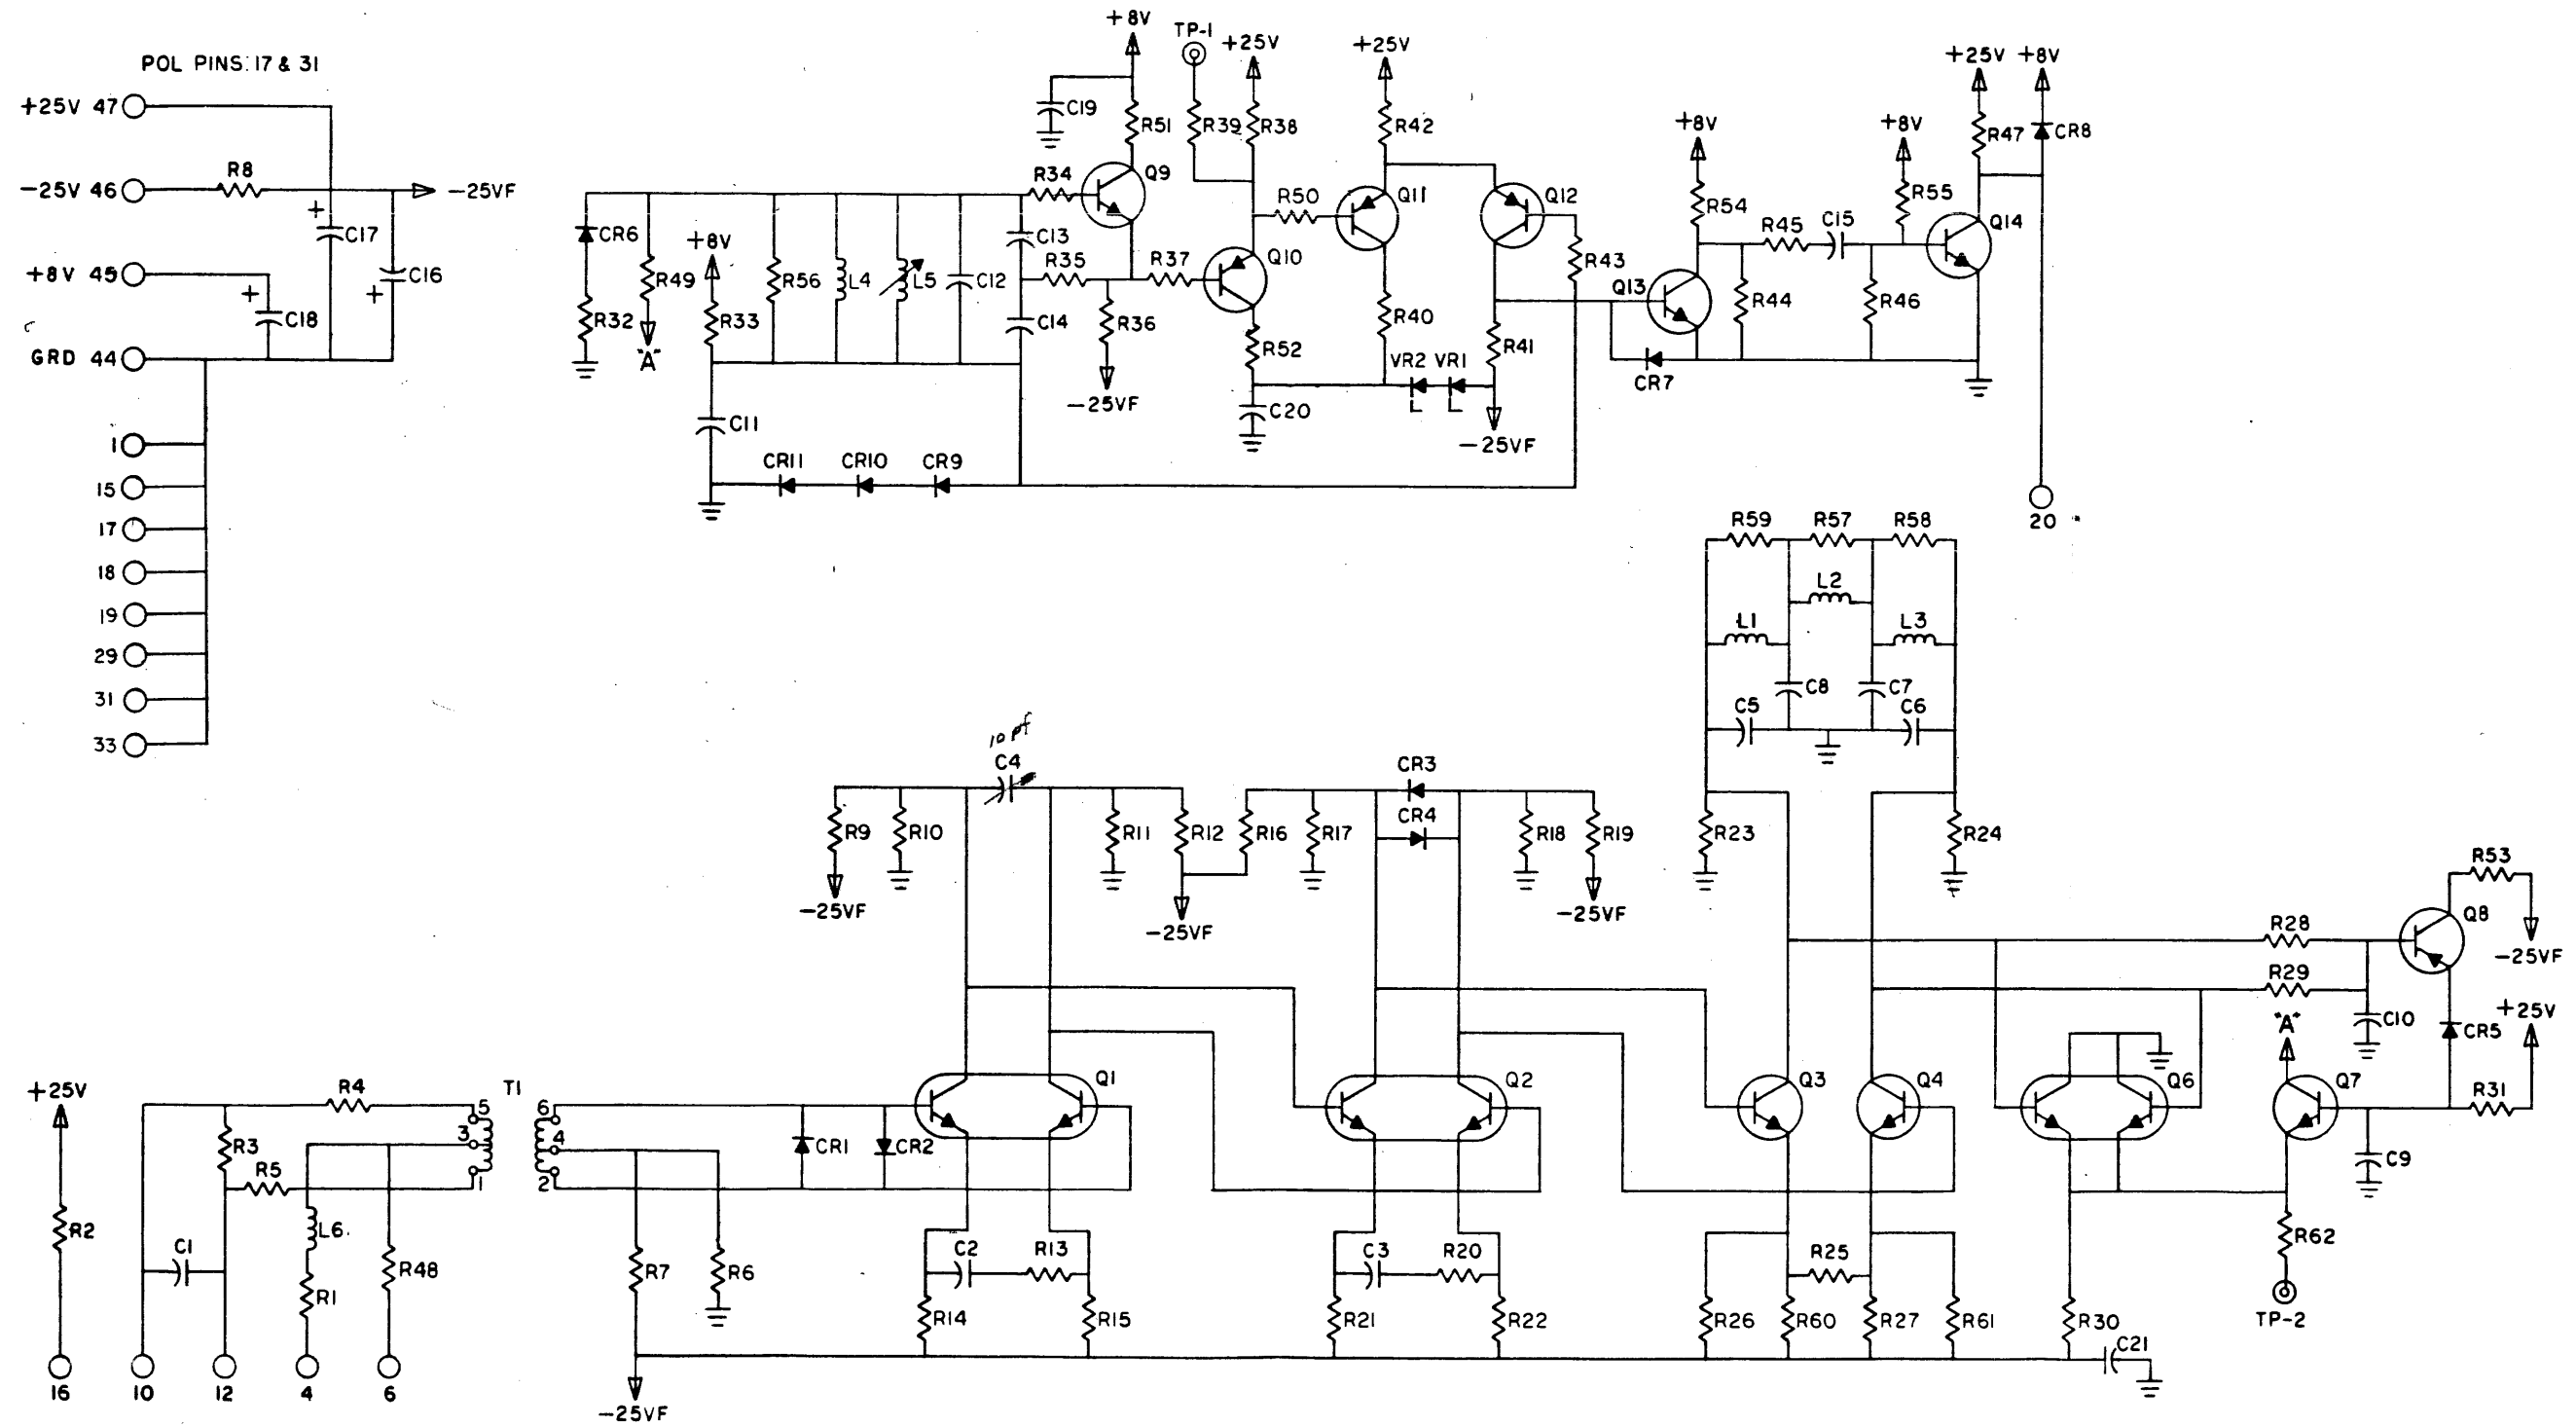 POL PINS: 17 & 31
+25V 47
-25V 46
R8
-25VF
+
C17
C16
+
+8V 45
+
C18
GRD 44
1
15
17
18
19
29
31
33
+8V
TP-1
+25V
+25V
C19
R51
R39
R38
R42
R34
Q9
R50
Q11
Q12
CR6
R49
+8V
R56
L4
L5
C12
C13
R35
R37
Q10
R43
R32
"A"
R33
C14
R36
R52
R40
R41
-25VF
VR2 VR1
L L
C20
-25VF
C11
CR11 CR10 CR9
+25V +8V
+8V
+8V
R47
CR8
R54
R55
R45 C15
Q14
Q13
R44
R46
CR7
20
R59 R57 R58
L2
L1
L3
C8
C7
C5
C6
10 pf
C4
CR3
CR4
R9
R10
R11
R12
R16
R17
R18
R19
R23
R24
-25VF
-25VF
-25VF
R53
Q8
R28
-25VF
R29
+25V
"A"
C10
CR5
Q1
Q2
Q3
Q4
Q6
Q7
R31
C9
+25V
R4
T1
5
6
3
4
1
2
R3
R5
CR1
CR2
R2
L6
C1
R48
R1
R7
R6
C2
R13
C3
R20
R25
R62
R14
R15
R21
R22
R26
R60
R27
R61
R30
TP-2
C21
16
10
12
4
6
-25VF